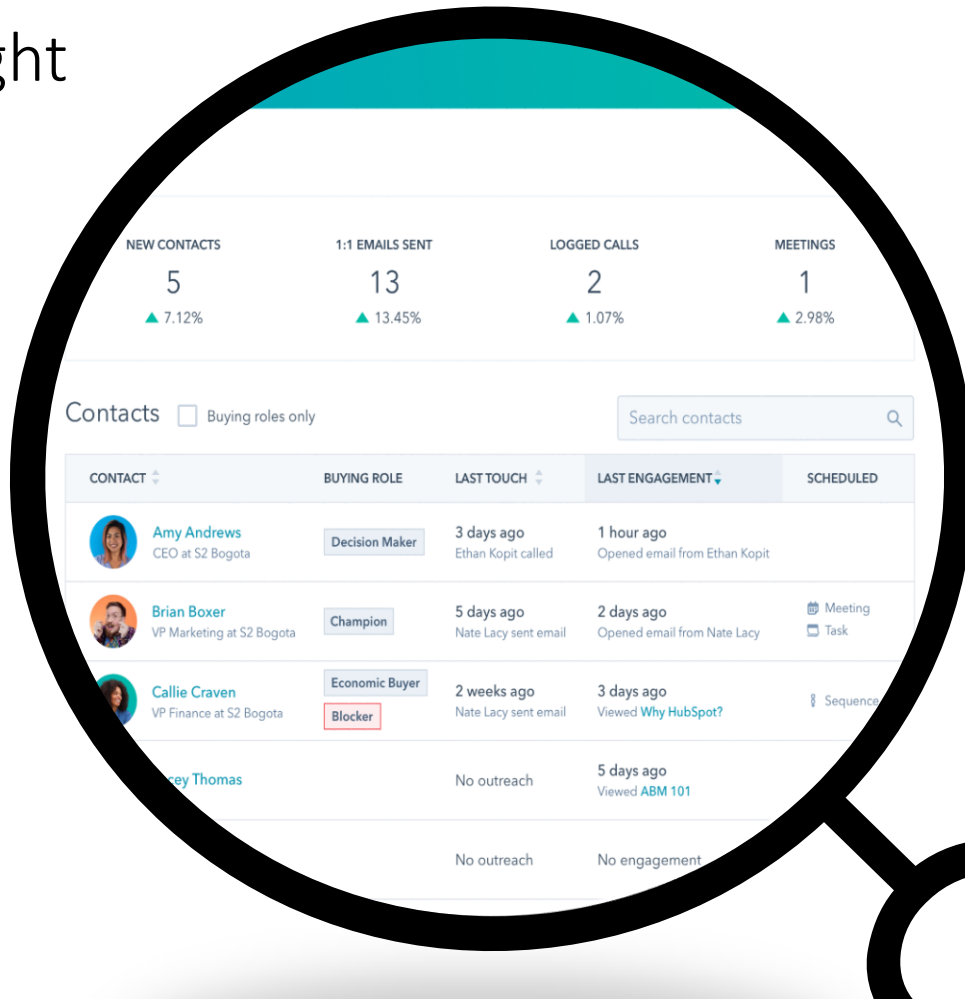 ght
NEW CONTACTS 1:1 EMAILS SENT LOGGED CALLS MEETINGS
5 13 2 1
7.12% 13.45% 1.07% 2.98%
Contacts Buying roles only Search contacts
CONTACT BUYING ROLE LAST TOUCH LAST ENGAGEMENT SCHEDULED
Amy Andrews Decision Maker 3 days ago 1 hour ago
CEO at S2 Bogota Ethan Kopit called Opened email from Ethan Kopit
Brian Boxer Champion 5 days ago 2 days ago Meeting
VP Marketing at S2 Bogota Nate Lacy sent email Opened email from Nate Lacy Task
Callie Craven Economic Buyer 2 weeks ago 3 days ago Sequence
VP Finance at S2 Bogota Blocker Nate Lacy sent email Viewed Why HubSpot?
cey Thomas No outreach 5 days ago
Viewed ABM 101
No outreach No engagement